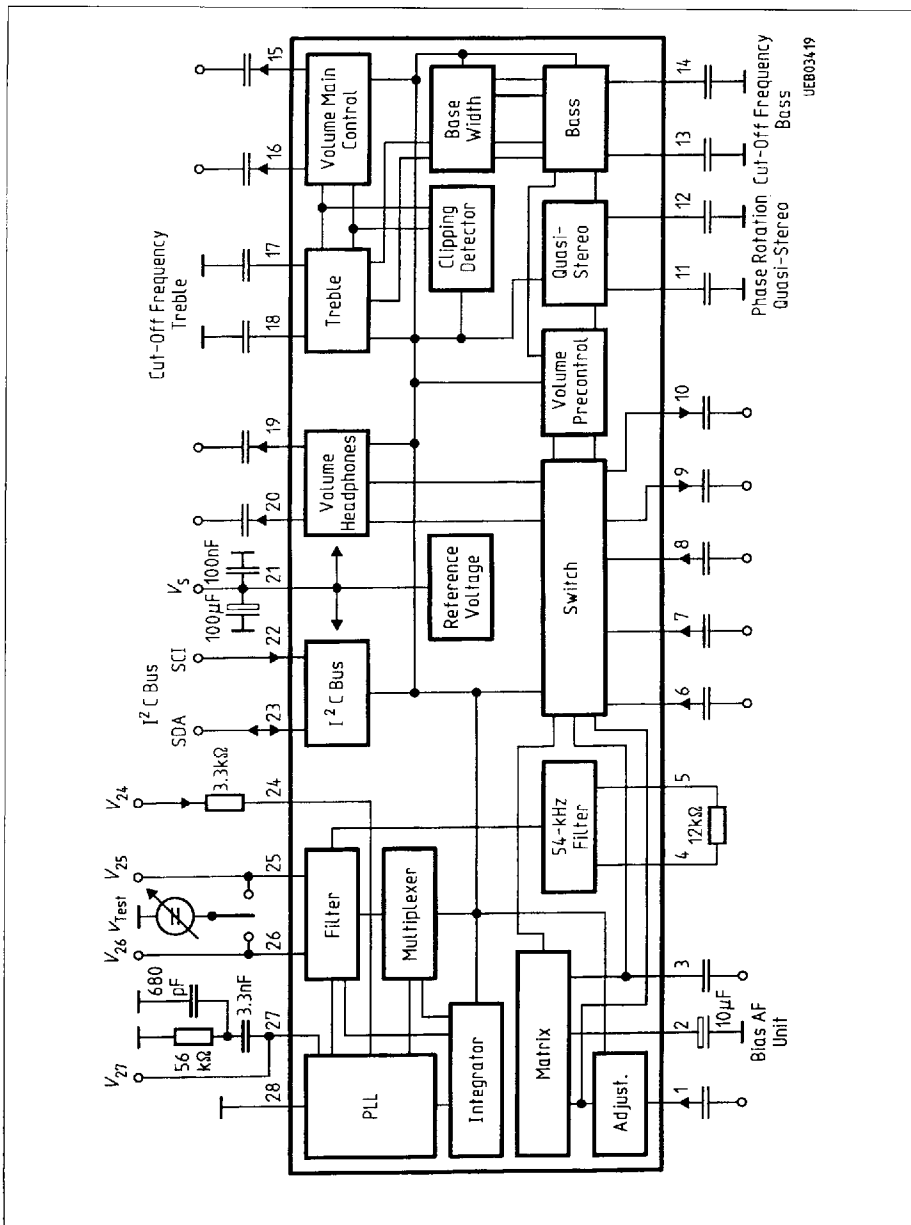 UEB03419
15
16
17
18
19
20
21
22
23
24
25
26
27
28
Cut-Off Frequency
Treble
V_S
100nF
100μF
SCI
I² C Bus
SDA
3.3kΩ
V24
V25
VTest
V26
680
pF
3.3nF
56
kΩ
V27
Volume Main
Control
Treble
Volume
Headphones
I² C Bus
Filter
PLL
Base
Width
Clipping
Detector
Reference
Voltage
Multiplexer
Integrator
Bass
Quasi-
Stereo
Volume
Precontrol
Switch
54-kHz
Filter
Matrix
Adjust.
14
13
12
11
10
9
8
7
6
5
4
3
2
1
Cut-Off Frequency
Bass
Phase Rotation
Quasi-Stereo
12kΩ
10μF
Bias AF
Unit